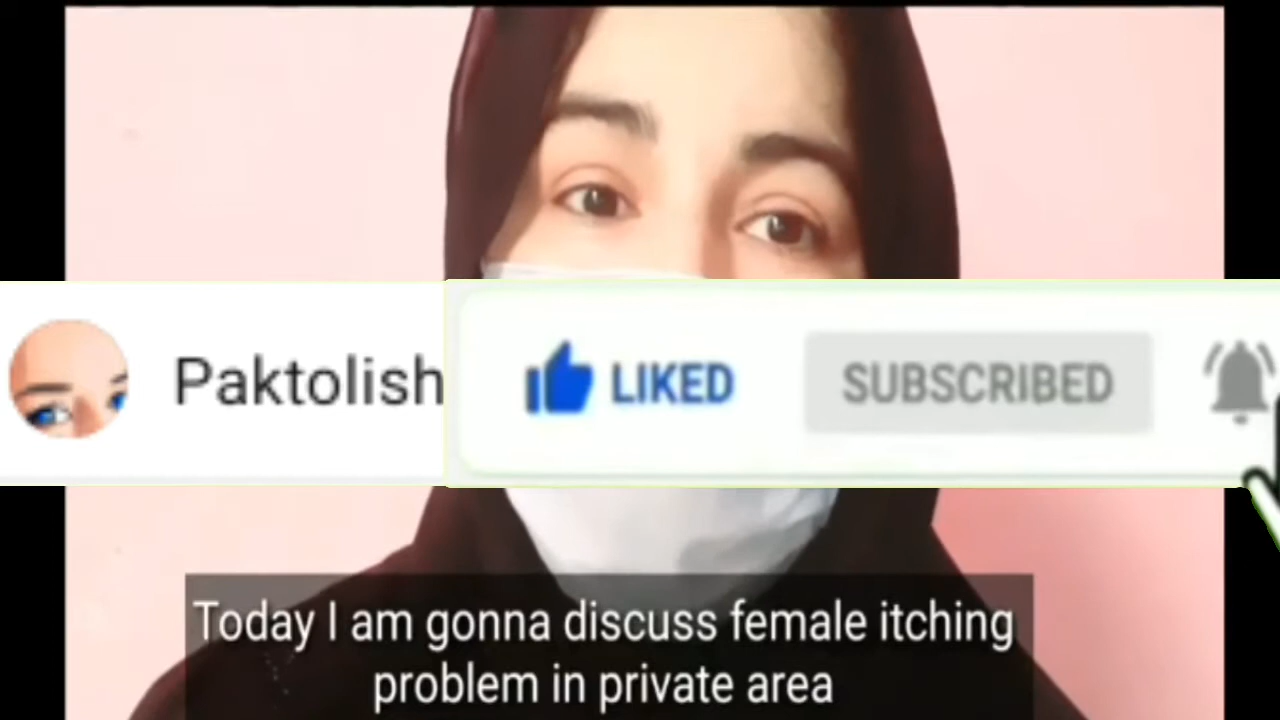 Paktolish
LIKED
SUBSCRIBED
Today I am gonna discuss female itching
problem in private area